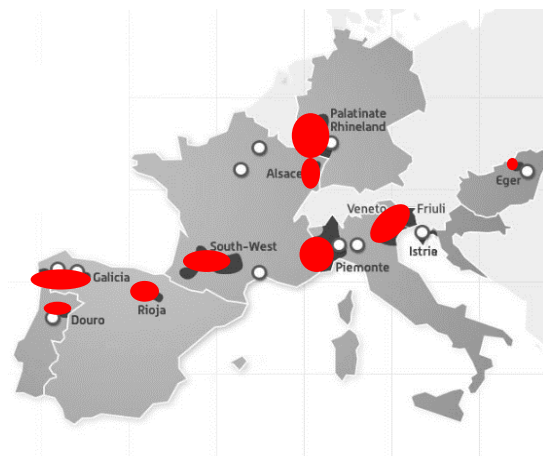 Palatinate
Rhineland
Alsace
Eger
Veneto
Friuli
South-West
Istria
Piemonte
Galicia
Rioja
Douro